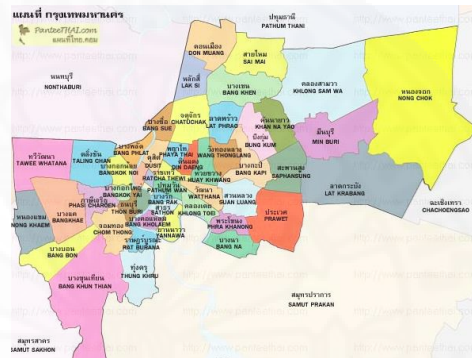 แผนที่ กรุงเทพมหานคร
PanteeTHAI.com
แผนที่ไทย.คอม
ปทุมธานี
PATHUM THANI
นนทบุรี
NONTHABURI
ดอนเมือง
DON MUANG
สายไหม
SAI MAI
หลักสี่
LAK SI
บางเขน
BANG KHEN
คลองสามวา
KHLONG SAM WA
หนองจอก
NONG CHOK
จตุจักร
CHATUCHAK
ลาดพร้าว
LAT PHRAO
คันนายาว
KHAN NA YAO
บางซื่อ
BANG SUE
บึงกุ่ม
BUNG KUM
มีนบุรี
MIN BURI
ทวีวัฒนา
TAWEE WHATANA
ตลิ่งชัน
TALING CHAN
บางพลัด
BANG PHLAT
ดุสิต
DUSIT
พญาไท
PHAYA THAI
วังทองหลาง
WANG THONGLANG
ดินแดง
DIN DAENG
บางกะปิ
BANG KAPI
สะพานสูง
SAPHANSUNG
บางกอกน้อย
BANGKOK NOI
ราชเทวี
RATCHA THEWI
ห้วยขวาง
HUAY KHWANG
ลาดกระบัง
LAT KRABANG
บางกอกใหญ่
BANGKOK YAI
ปทุมวัน
PATHUM WAN
วัฒนา
WATTHANA
สวนหลวง
SUAN LUANG
ฉะเชิงเทรา
CHACHOENGSAO
ภาษีเจริญ
PHASI CHAROEN
ธนบุรี
THON BURI
บางรัก
BANG RAK
สาธร
SATHON
คลองเตย
KHLONG TOEI
ประเวศ
PRAWET
หนองแขม
NONG KHAEM
บางแค
BANGKHAE
บางคอแหลม
BANG KHOLAEM
พระโขนง
PHRA KHANONG
จอมทอง
CHOM THONG
ยานนาวา
YANNAWA
บางนา
BANG NA
บางบอน
BANG BON
ราษฎร์บูรณะ
RAT BURANA
ทุ่งครุ
THUNG KHRU
บางขุนเทียน
BANG KHUN THIAN
สมุทรปราการ
SAMUT PRAKAN
สมุทรสาคร
SAMUT SAKHON